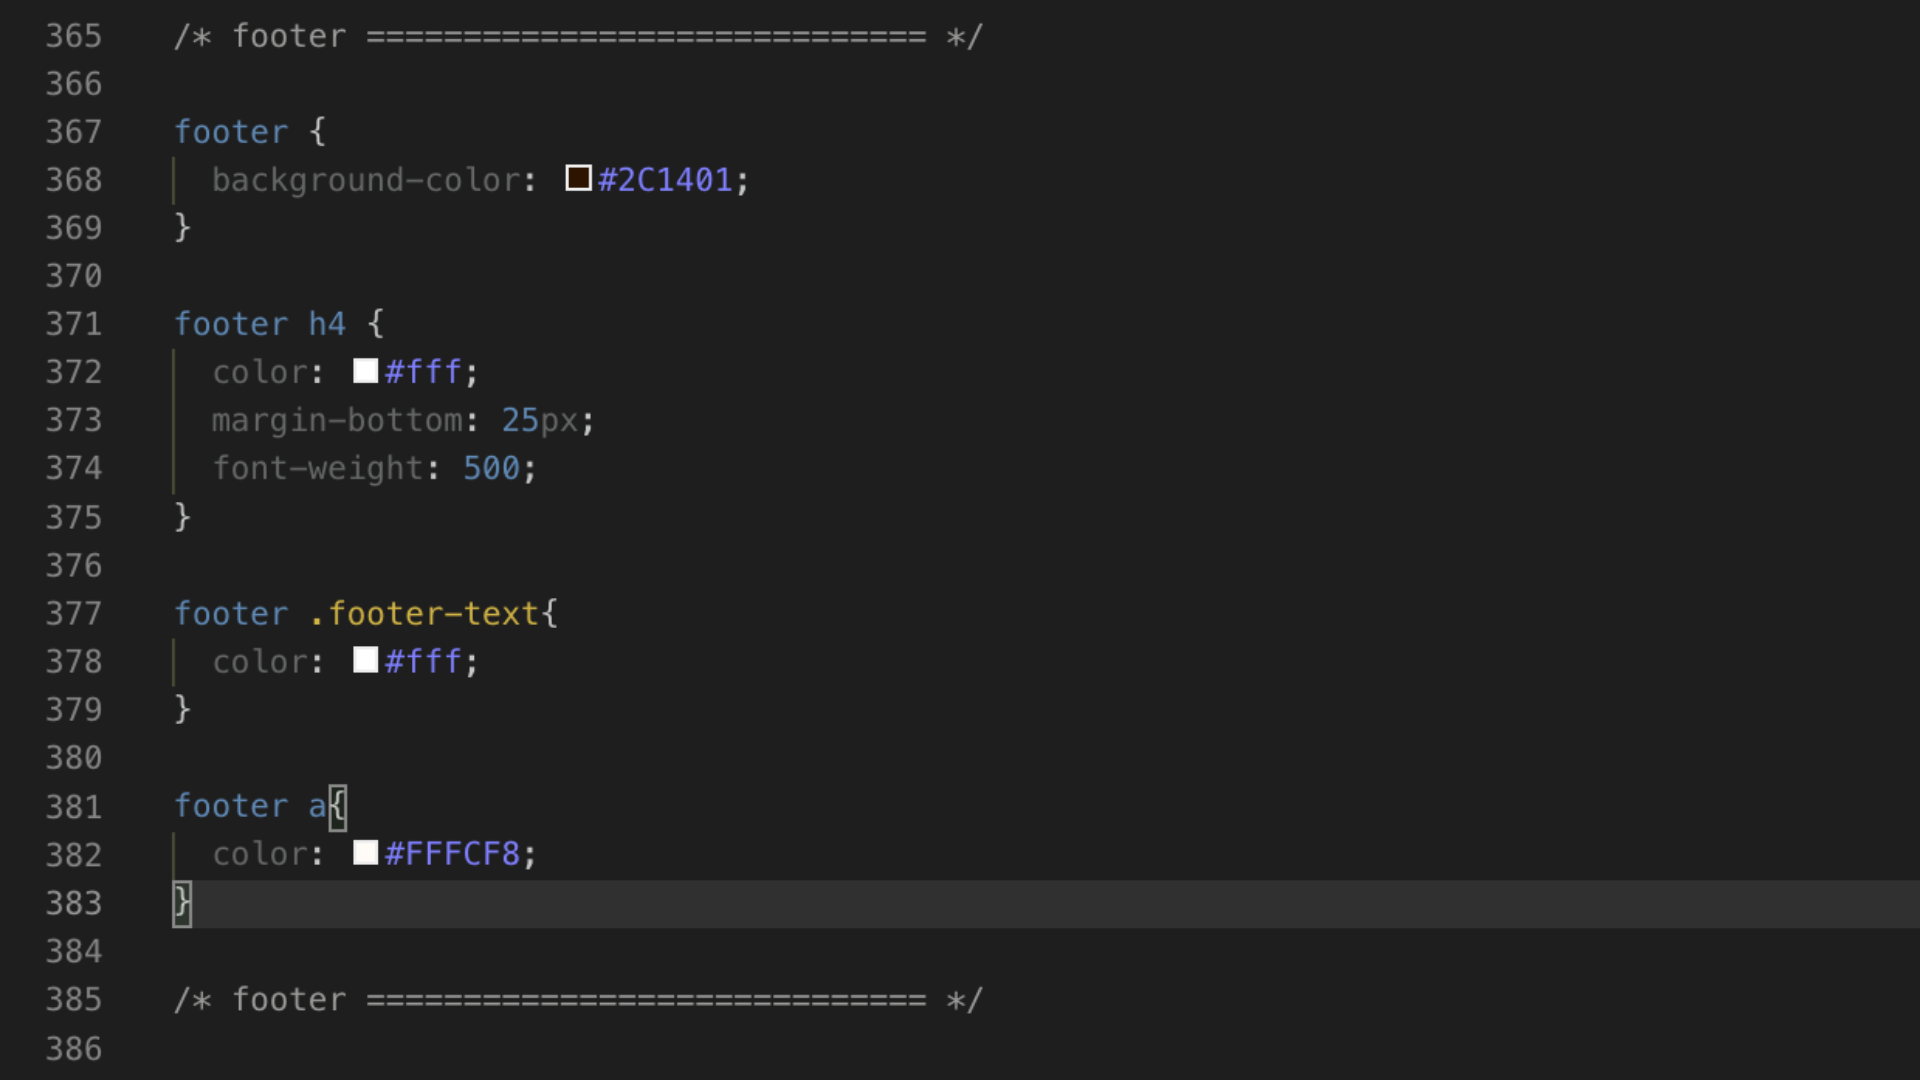 365 /* footer ============================= */
366
367 footer {
368 background-color: #2C1401;
369 }
370
371 footer h4 {
372 color: #fff;
373 margin-bottom: 25px;
374 font-weight: 500;
375 }
376
377 footer .footer-text{
378 color: #fff;
379 }
380
381 footer a{
382 color: #FFFCF8;
383 }
384
385 /* footer ============================= */
386